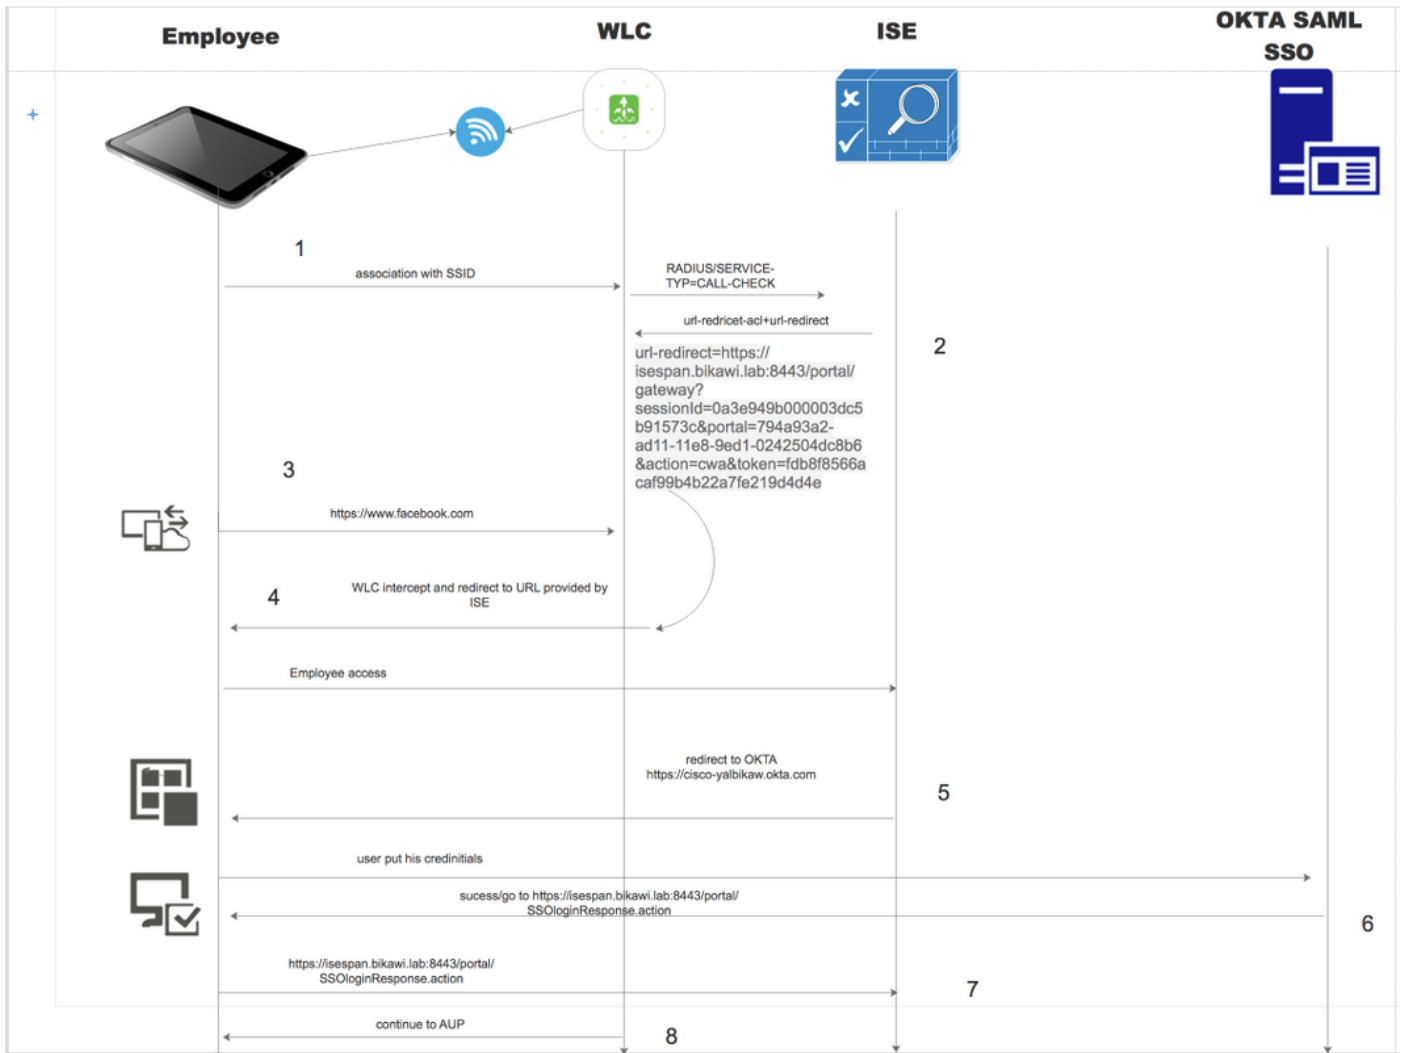 Employee
WLC
ISE
OKTA SAML
SSO
1
association with SSID
RADIUS/SERVICE-
TYP=CALL-CHECK
url-redricet-acl+url-redirect
2
url-redirect=https://
isespan.bikawi.lab:8443/portal/
gateway?
sessionId=0a3e949b000003dc5
b91573c&portal=794a93a2-
ad11-11e8-9ed1-0242504dc8b6
&action=cwa&token=fdb8f8566a
caf99b4b22a7fe219d4d4e
3
https://www.facebook.com
4
WLC intercept and redirect to URL provided by
ISE
Employee access
redirect to OKTA
https://cisco-yalbikaw.okta.com
5
user put his credinitials
sucess/go to https://isespan.bikawi.lab:8443/portal/
SSOloginResponse.action
6
https://isespan.bikawi.lab:8443/portal/
SSOloginResponse.action
7
continue to AUP
8